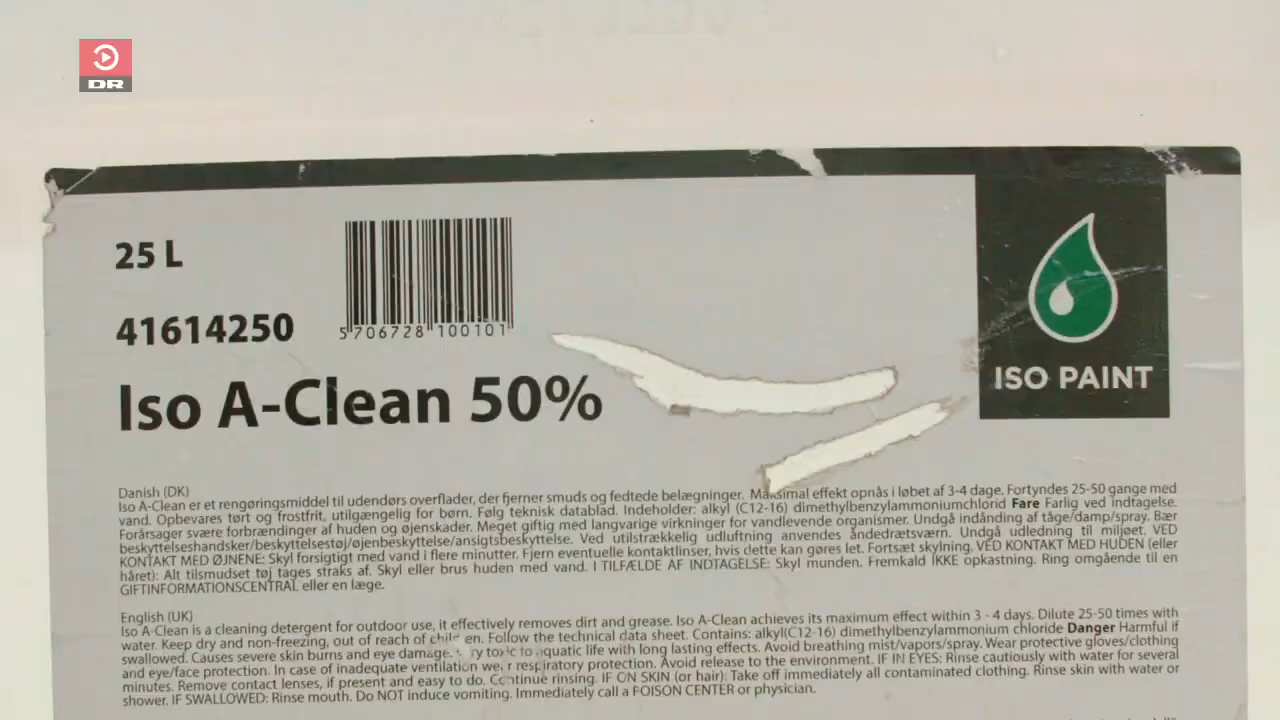 DR
25 L
5 706728 100101
41614250
ISO PAINT
Iso A-Clean 50%
Danish (DK)
Iso A-Clean er et rengøringsmiddel til udendørs overflader, der fjerner smuds og fedtede belægninger. Maksimal effekt opnås i løbet af 3-4 dage. Fortyndes 25-50 gange med
vand. Opbevares tørt og frostfrit, utilgængelig for børn. Følg teknisk datablad. Indeholder: alkyl (C12-16) dimethylbenzylammoniumchlorid Fare Farlig ved indtagelse.
Forårsager svære forbrændinger af huden og øjenskader. Meget giftig med langvarige virkninger for vandlevende organismer. Undgå indånding af tåge/damp/spray. Bær
beskyttelseshandsker/beskyttelsestøj/øjenbeskyttelse/ansigtsbeskyttelse. Ved utilstrækkelig udluftning anvendes åndedrætsværn. Undgå udledning til miljøet. VED
KONTAKT MED ØJNENE: Skyl forsigtigt med vand i flere minutter. Fjern eventuelle kontaktlinser, hvis dette kan gøres let. Fortsæt skylning. VED KONTAKT MED HUDEN (eller
håret): Alt tilsmudset tøj tages straks af. Skyl eller brus huden med vand. I TILFÆLDE AF INDTAGELSE: Skyl munden. Fremkald IKKE opkastning. Ring omgående til en
GIFTINFORMATIONSCENTRAL eller en læge.
English (UK)
Iso A-Clean is a cleaning detergent for outdoor use, it effectively removes dirt and grease. Iso A-Clean achieves its maximum effect within 3 - 4 days. Dilute 25-50 times with
water. Keep dry and non-freezing, out of reach of child en. Follow the technical data sheet. Contains: alkyl(C12-16) dimethylbenzylammonium chloride Danger Harmful if
swallowed. Causes severe skin burns and eye damage. ry toxic to aquatic life with long lasting effects. Avoid breathing mist/vapors/spray. Wear protective gloves/clothing
and eye/face protection. In case of inadequate ventilation we r respiratory protection. Avoid release to the environment. IF IN EYES: Rinse cautiously with water for several
minutes. Remove contact lenses, if present and easy to do. Continue rinsing. IF ON SKIN (or hair): Take off immediately all contaminated clothing. Rinse skin with water or
shower. IF SWALLOWED: Rinse mouth. Do NOT induce vomiting. Immediately call a POISON CENTER or physician.